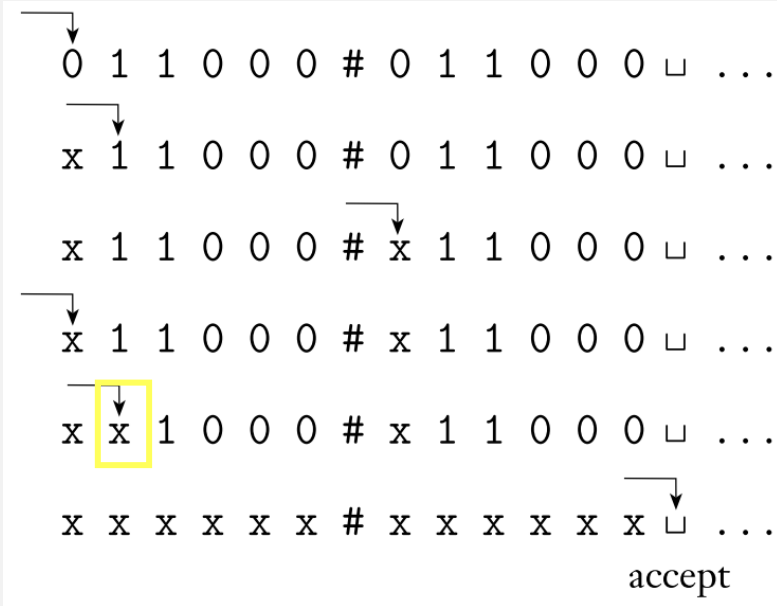 0 1 1 0 0 0 # 0 1 1 0 0 0 ⊔ ...
x 1 1 0 0 0 # 0 1 1 0 0 0 ⊔ ...
x 1 1 0 0 0 # x 1 1 0 0 0 ⊔ ...
x 1 1 0 0 0 # x 1 1 0 0 0 ⊔ ...
x x 1 0 0 0 # x 1 1 0 0 0 ⊔ ...
x x x x x x # x x x x x x ⊔ ...
accept